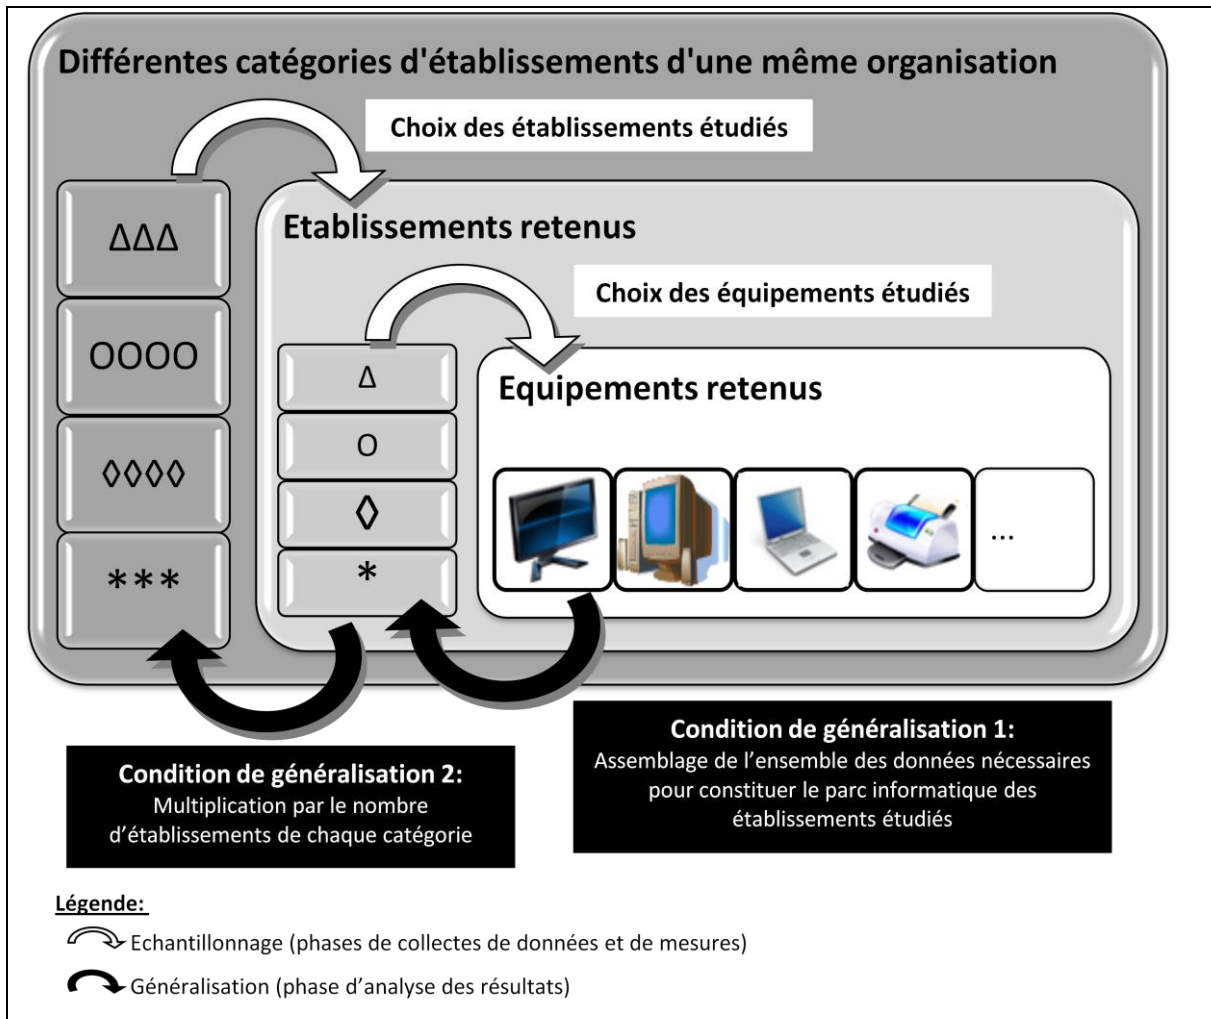 Différentes catégories d'établissements d'une même organisation
Choix des établissements étudiés
ΔΔΔ
OOOO
◊◊◊◊
***
Etablissements retenus
Choix des équipements étudiés
Δ
O
◊
*
Equipements retenus
...
Condition de généralisation 1:
Assemblage de l'ensemble des données nécessaires
pour constituer le parc informatique des
établissements étudiés
Condition de généralisation 2:
Multiplication par le nombre
d'établissements de chaque catégorie
Légende:
Echantillonnage (phases de collectes de données et de mesures)
Généralisation (phase d'analyse des résultats)